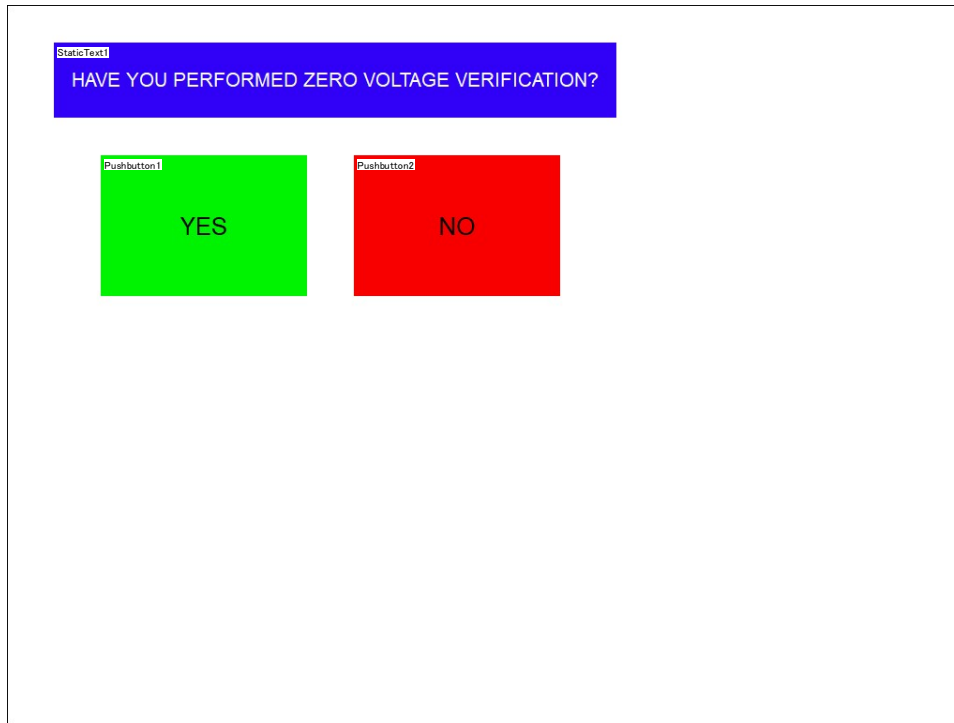 StaticText1
HAVE YOU PERFORMED ZERO VOLTAGE VERIFICATION?
Pushbutton1
YES
Pushbutton2
NO